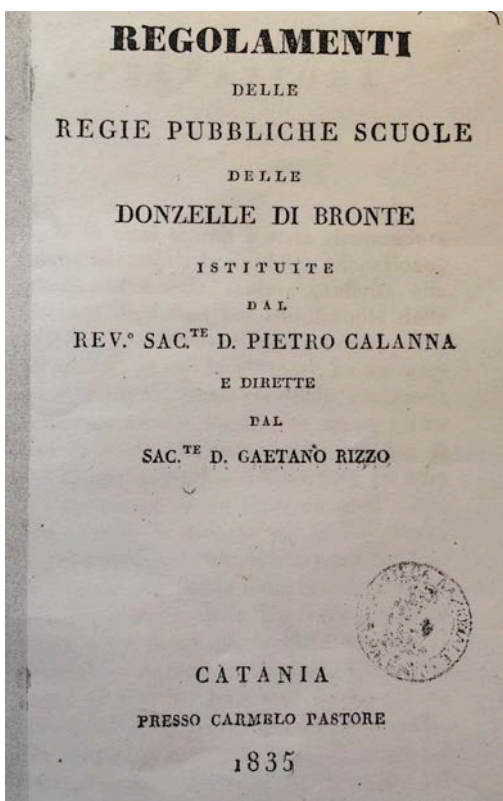 REGOLAMENTI
DELLE
REGIE PUBBLICHE SCUOLE
DELLE
DONZELLE DI BRONTE
ISTITUITE
DAL
REV.º SAC.TE D. PIETRO CALANNA
E DIRETTE
DAL
SAC.TE D. GAETANO RIZZO
CATANIA
PRESSO CARMELO PASTORE
1835